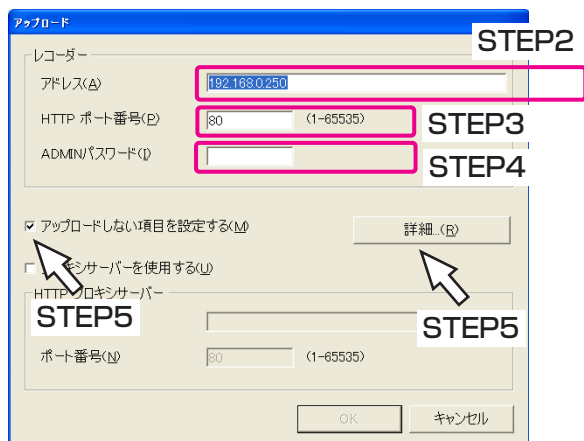 アップロード
STEP2
レコーダー
アドレス(A) 192.168.0.250
HTTP ポート番号(P) 80 (1-65535)
STEP3
ADMINパスワード(I)
STEP4
アップロードしない項目を設定する(M) 詳細...(R)
キシサーバーを使用する(U)
HTTP プロキシサーバー
STEP5
STEP5
ポート番号(N) 80 (1-65535)
OK キャンセル